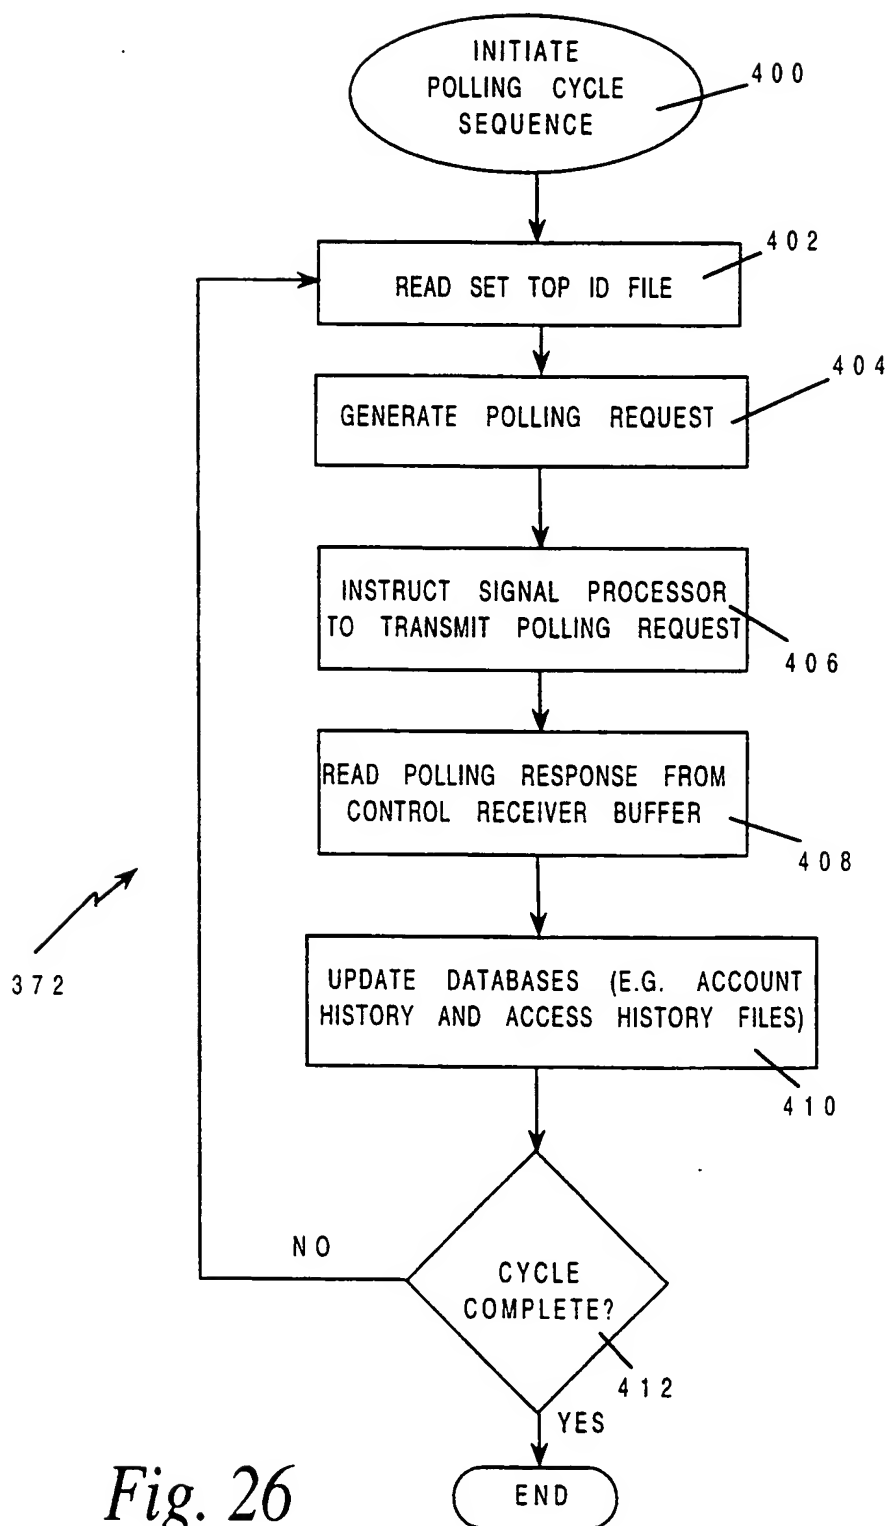 INITIATE
POLLING CYCLE
SEQUENCE
400
402
READ SET TOP ID FILE
404
GENERATE POLLING REQUEST
INSTRUCT SIGNAL PROCESSOR
TO TRANSMIT POLLING REQUEST
406
READ POLLING RESPONSE FROM
CONTROL RECEIVER BUFFER
408
372
UPDATE DATABASES (E.G. ACCOUNT
HISTORY AND ACCESS HISTORY FILES)
410
NO
CYCLE
COMPLETE?
412
YES
END
Fig. 26